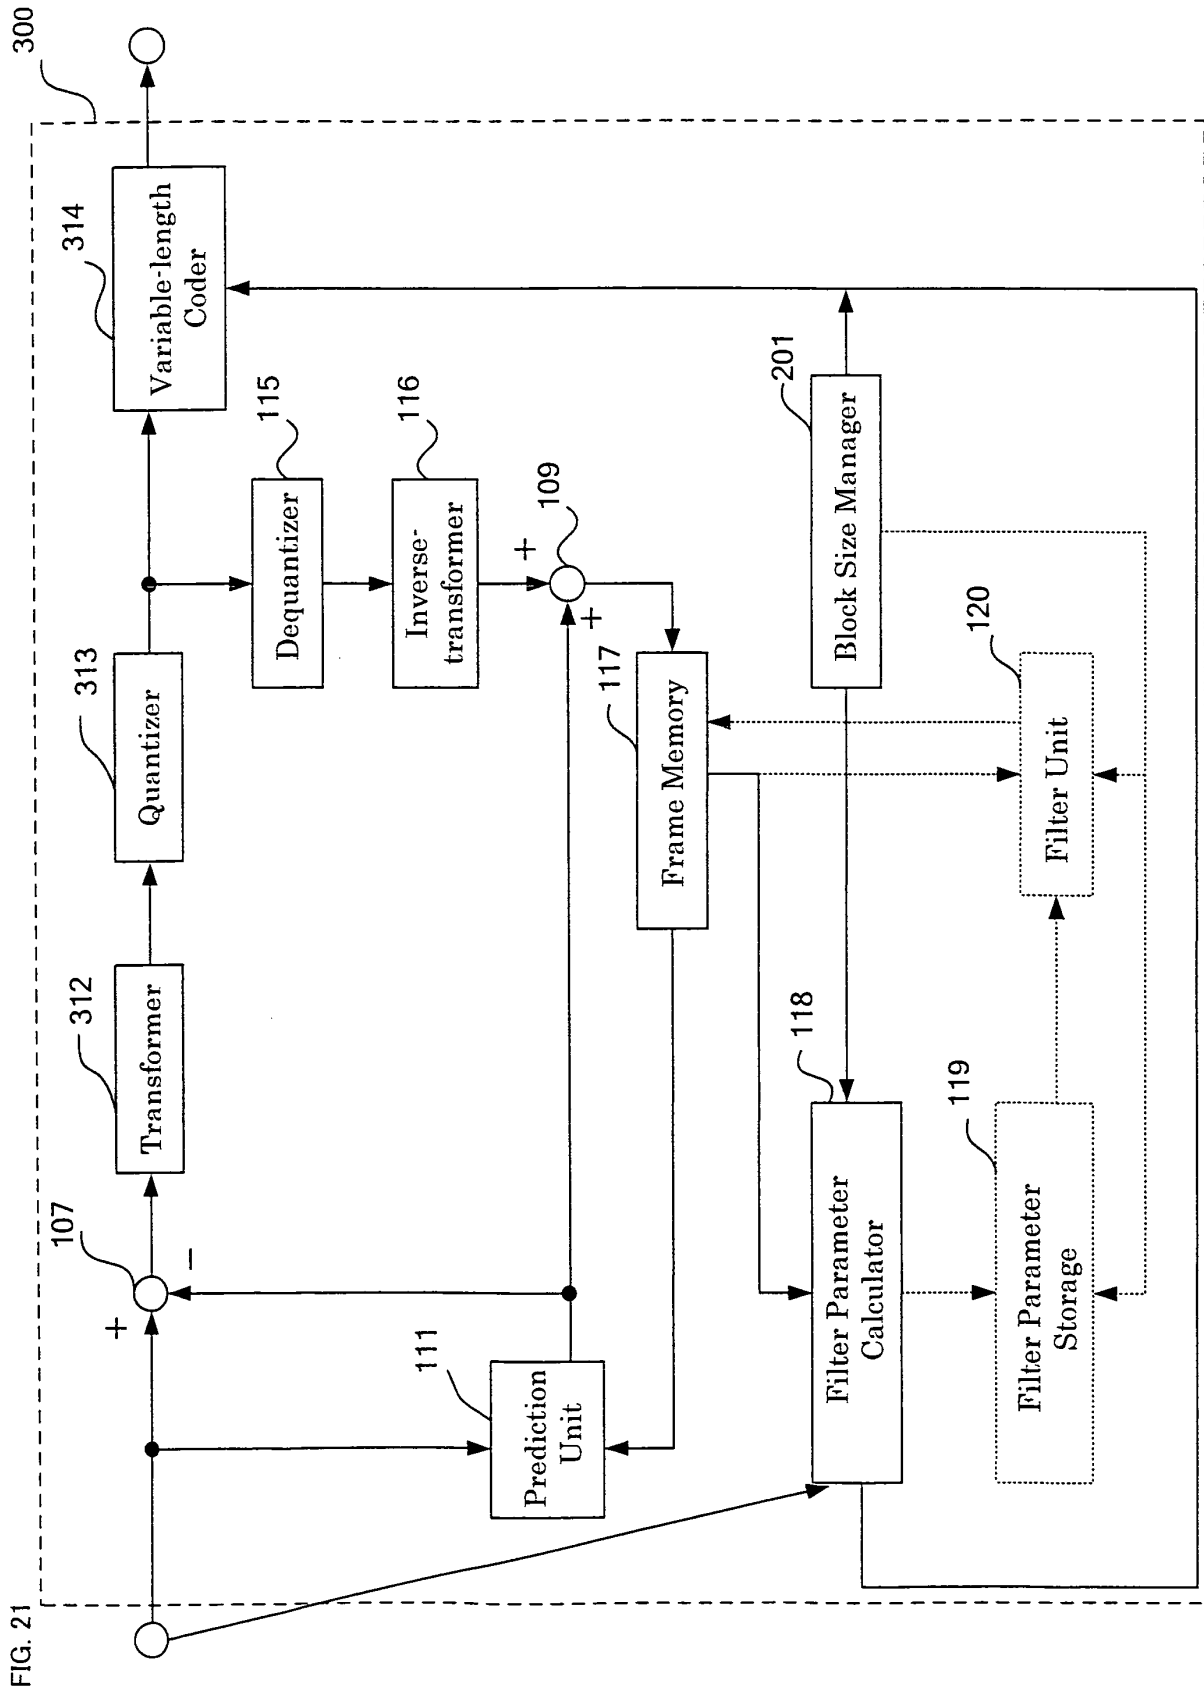 FIG. 21
300
107
+
−
312
Transformer
313
Quantizer
314
Variable-length
Coder
115
Dequantizer
116
Inverse-
transformer
109
+
+
111
Prediction
Unit
117
Frame Memory
201
Block Size Manager
118
Filter Parameter
Calculator
119
Filter Parameter
Storage
120
Filter Unit